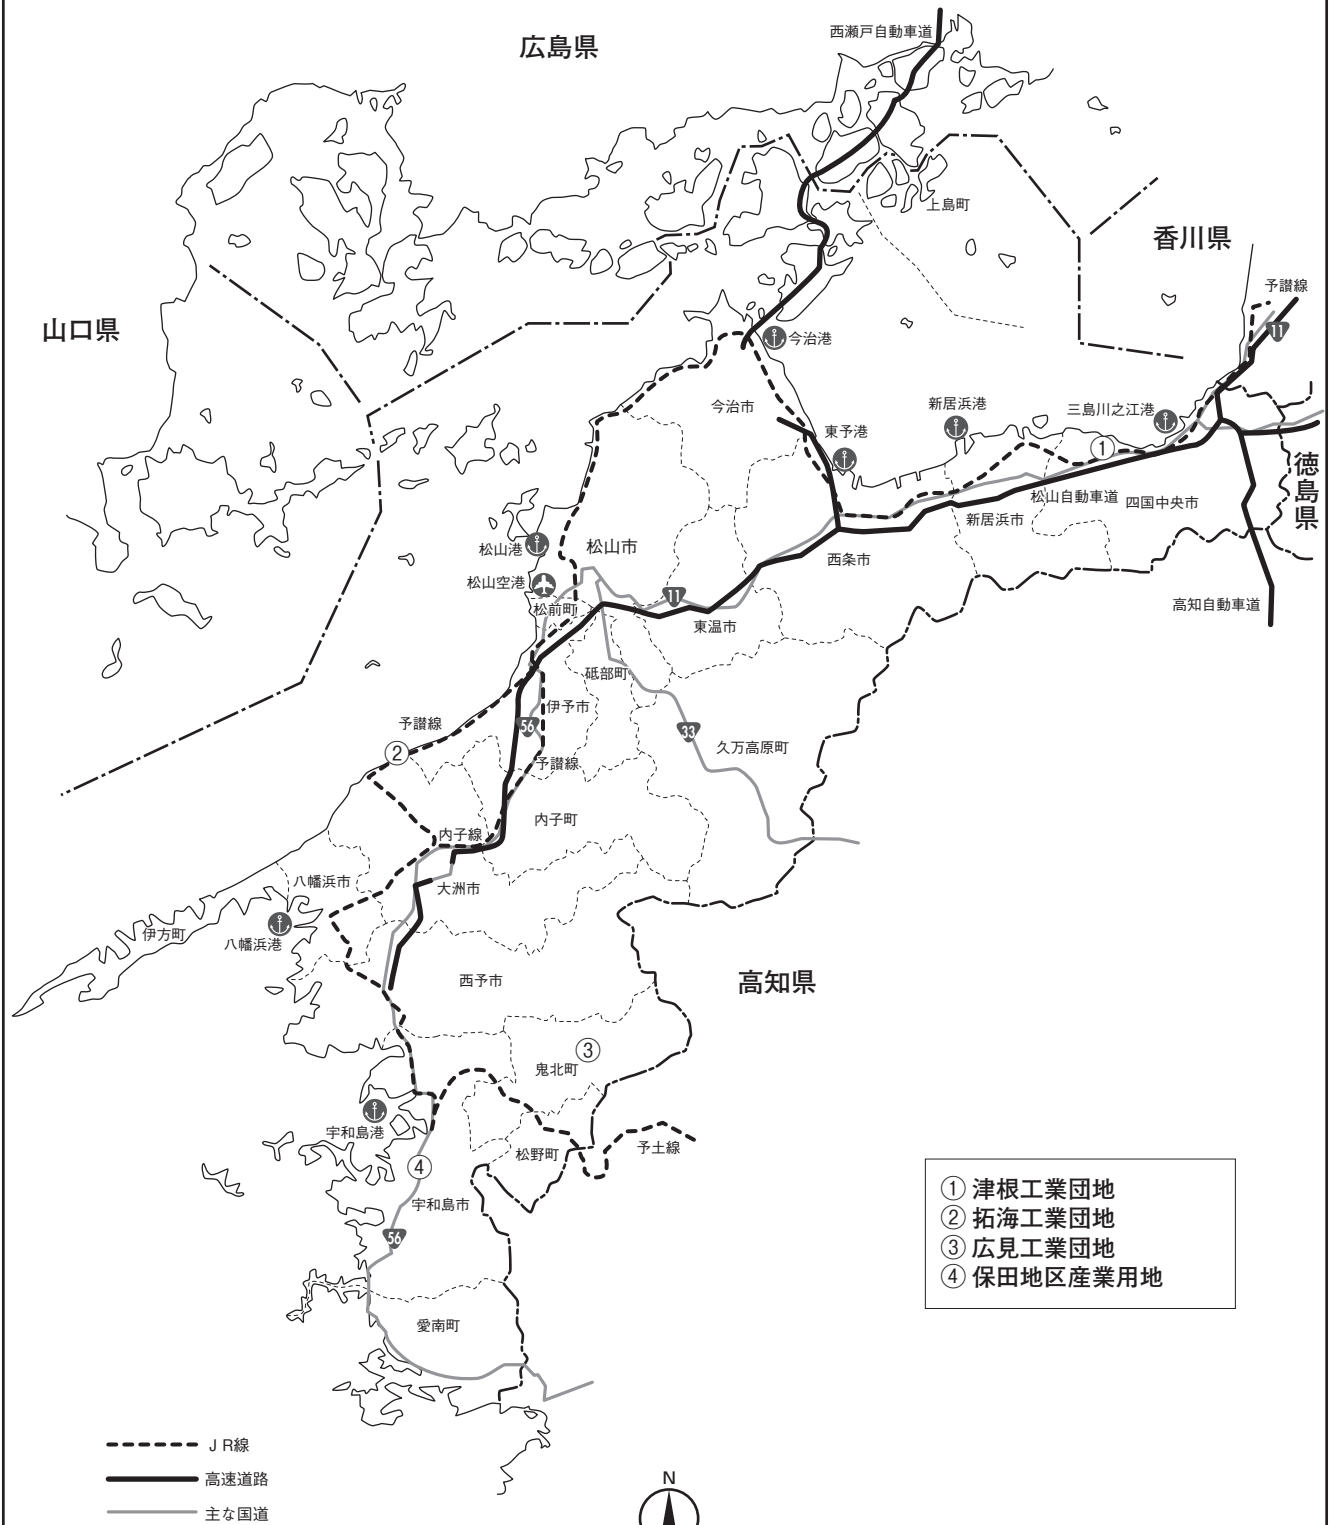 広島県
西瀬戸自動車道
上島町
香川県
予讃線
11
山口県
今治港
今治市
新居浜港
三島川之江港
東予港
①
徳島県
松山自動車道
四国中央市
新居浜市
松山港
松山市
西条市
松山空港
松前町
11
東温市
高知自動車道
砥部町
伊予市
予讃線
56
33
久万高原町
②
予讃線
内子町
内子線
八幡浜市
大洲市
伊方町
八幡浜港
西予市
高知県
③
鬼北町
宇和島港
松野町
予土線
④
宇和島市
56
愛南町
① 津根工業団地
② 拓海工業団地
③ 広見工業団地
④ 保田地区産業用地
JR線
高速道路
主な国道
N